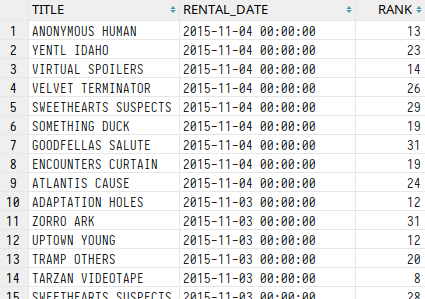 TITLE RENTAL_DATE RANK
1 ANONYMOUS HUMAN 2015-11-04 00:00:00 13
2 YENTL IDAHO 2015-11-04 00:00:00 23
3 VIRTUAL SPOILERS 2015-11-04 00:00:00 14
4 VELVET TERMINATOR 2015-11-04 00:00:00 26
5 SWEETHEARTS SUSPECTS 2015-11-04 00:00:00 29
6 SOMETHING DUCK 2015-11-04 00:00:00 19
7 GOODFELLAS SALUTE 2015-11-04 00:00:00 31
8 ENCOUNTERS CURTAIN 2015-11-04 00:00:00 19
9 ATLANTIS CAUSE 2015-11-04 00:00:00 24
10 ADAPTATION HOLES 2015-11-03 00:00:00 12
11 ZORRO ARK 2015-11-03 00:00:00 31
12 UPTOWN YOUNG 2015-11-03 00:00:00 12
13 TRAMP OTHERS 2015-11-03 00:00:00 20
14 TARZAN VIDEOTAPE 2015-11-03 00:00:00 8
15 SWEETHEARTS SUSPECTS 2015-11-03 00:00:00 28